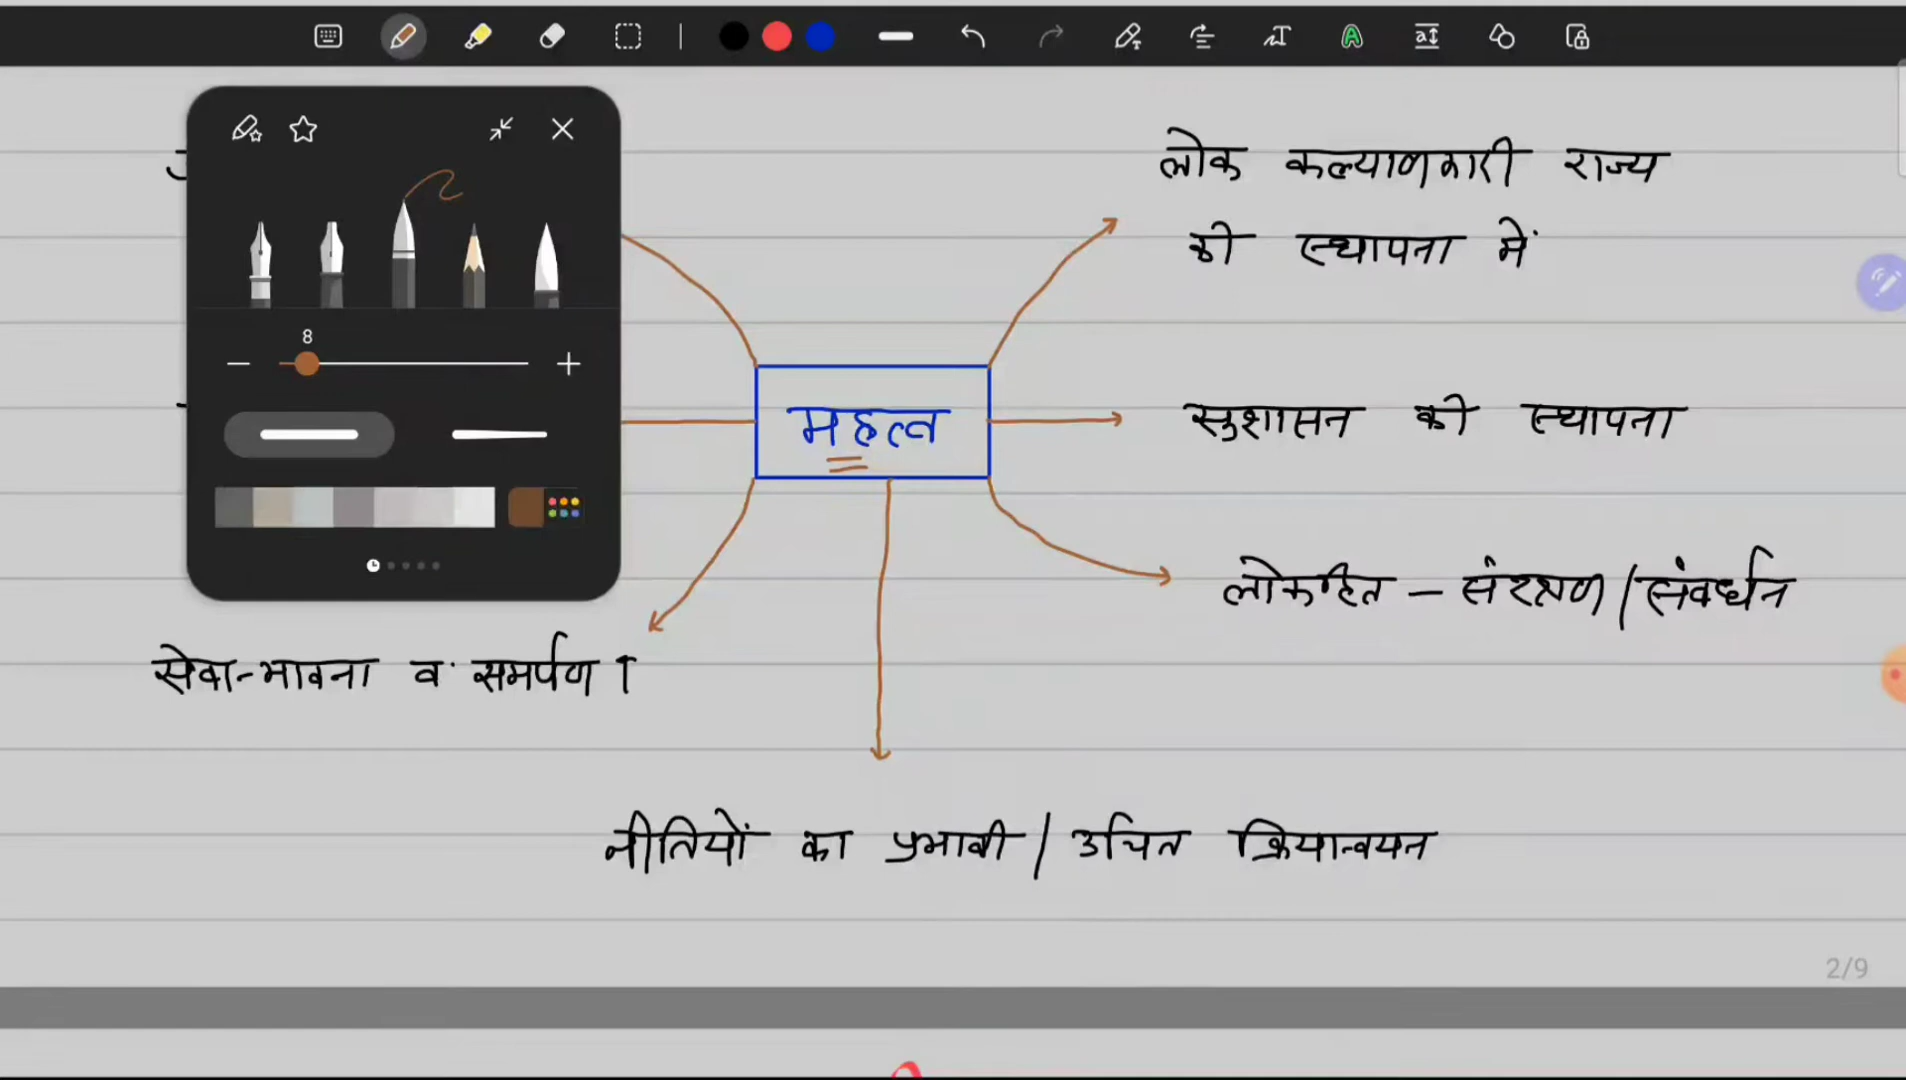 8
लोक कल्याणकारी राज्य
की स्थापना में
महत्व
सुशासन की स्थापना
लोकहित - संरक्षण / संवर्धन
सेवा-भावना व समर्पण ↑
नीतियों का प्रभावी / उचित क्रियान्वयन
2/9